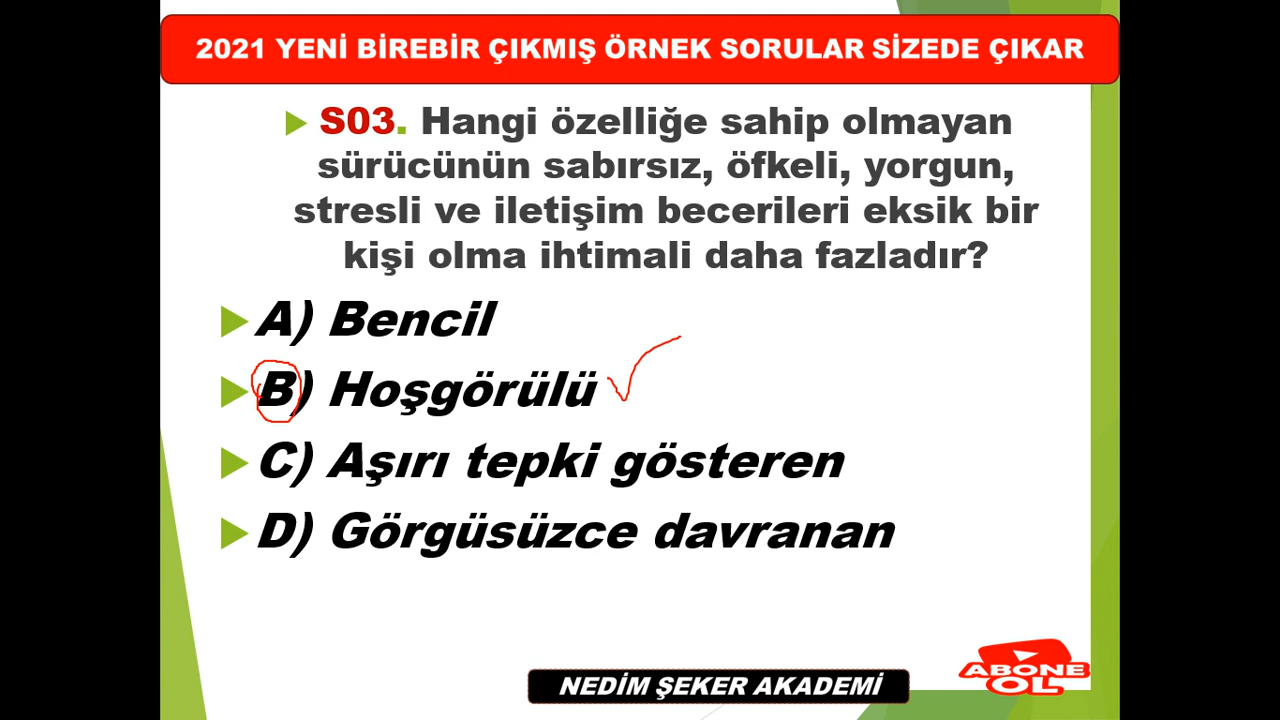 2021 YENİ BİREBİR ÇIKMIŞ ÖRNEK SORULAR SİZEDE ÇIKAR
S03. Hangi özelliğe sahip olmayan
sürücünün sabırsız, öfkeli, yorgun,
stresli ve iletişim becerileri eksik bir
kişi olma ihtimali daha fazladır?
A) Bencil
B) Hoşgörülü
C) Aşırı tepki gösteren
D) Görgüsüzce davranan
NEDİM ŞEKER AKADEMİ
ABONE
OL